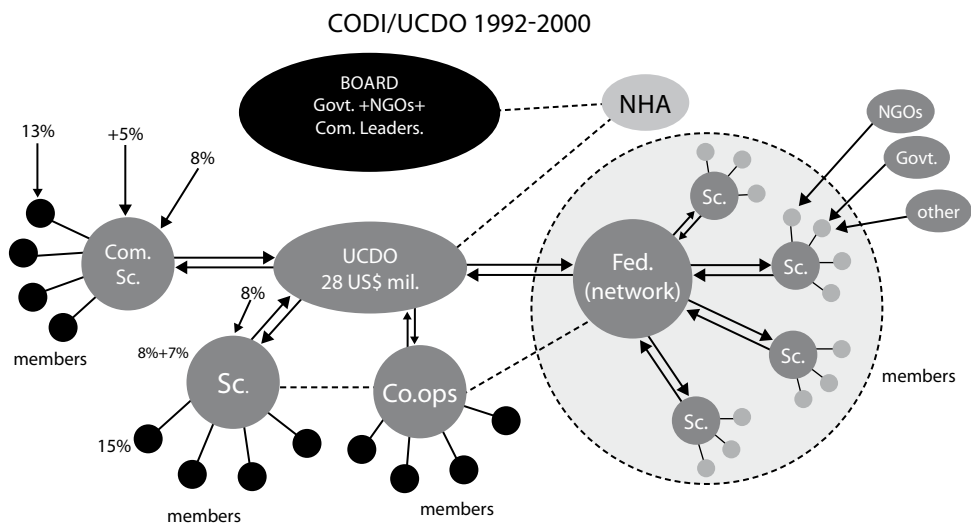 CODI/UCDO 1992-2000
BOARD
Govt. +NGOs+
Com. Leaders.
NHA
NGOs
Govt.
other
13%
+5%
8%
Com.
Sc.
members
UCDO
28 US$ mil.
8%
8%+7%
Sc.
15%
members
Co.ops
members
Fed.
(network)
Sc.
Sc.
Sc.
Sc.
members